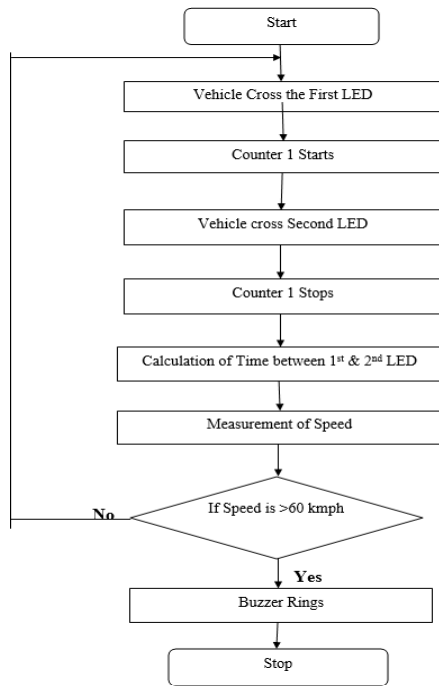 Start
Vehicle Cross the First LED
Counter 1 Starts
Vehicle cross Second LED
Counter 1 Stops
Calculation of Time between 1st & 2nd LED
Measurement of Speed
If Speed is >60 kmph
No
Yes
Buzzer Rings
Stop